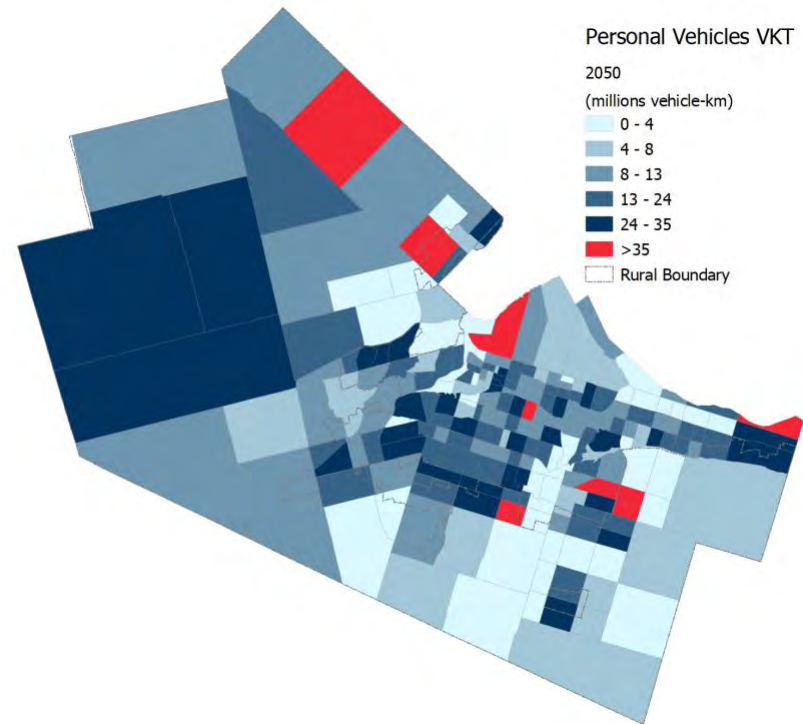 Personal Vehicles VKT
2050
(millions vehicle-km)
0 - 4
4 - 8
8 - 13
13 - 24
24 - 35
>35
Rural Boundary